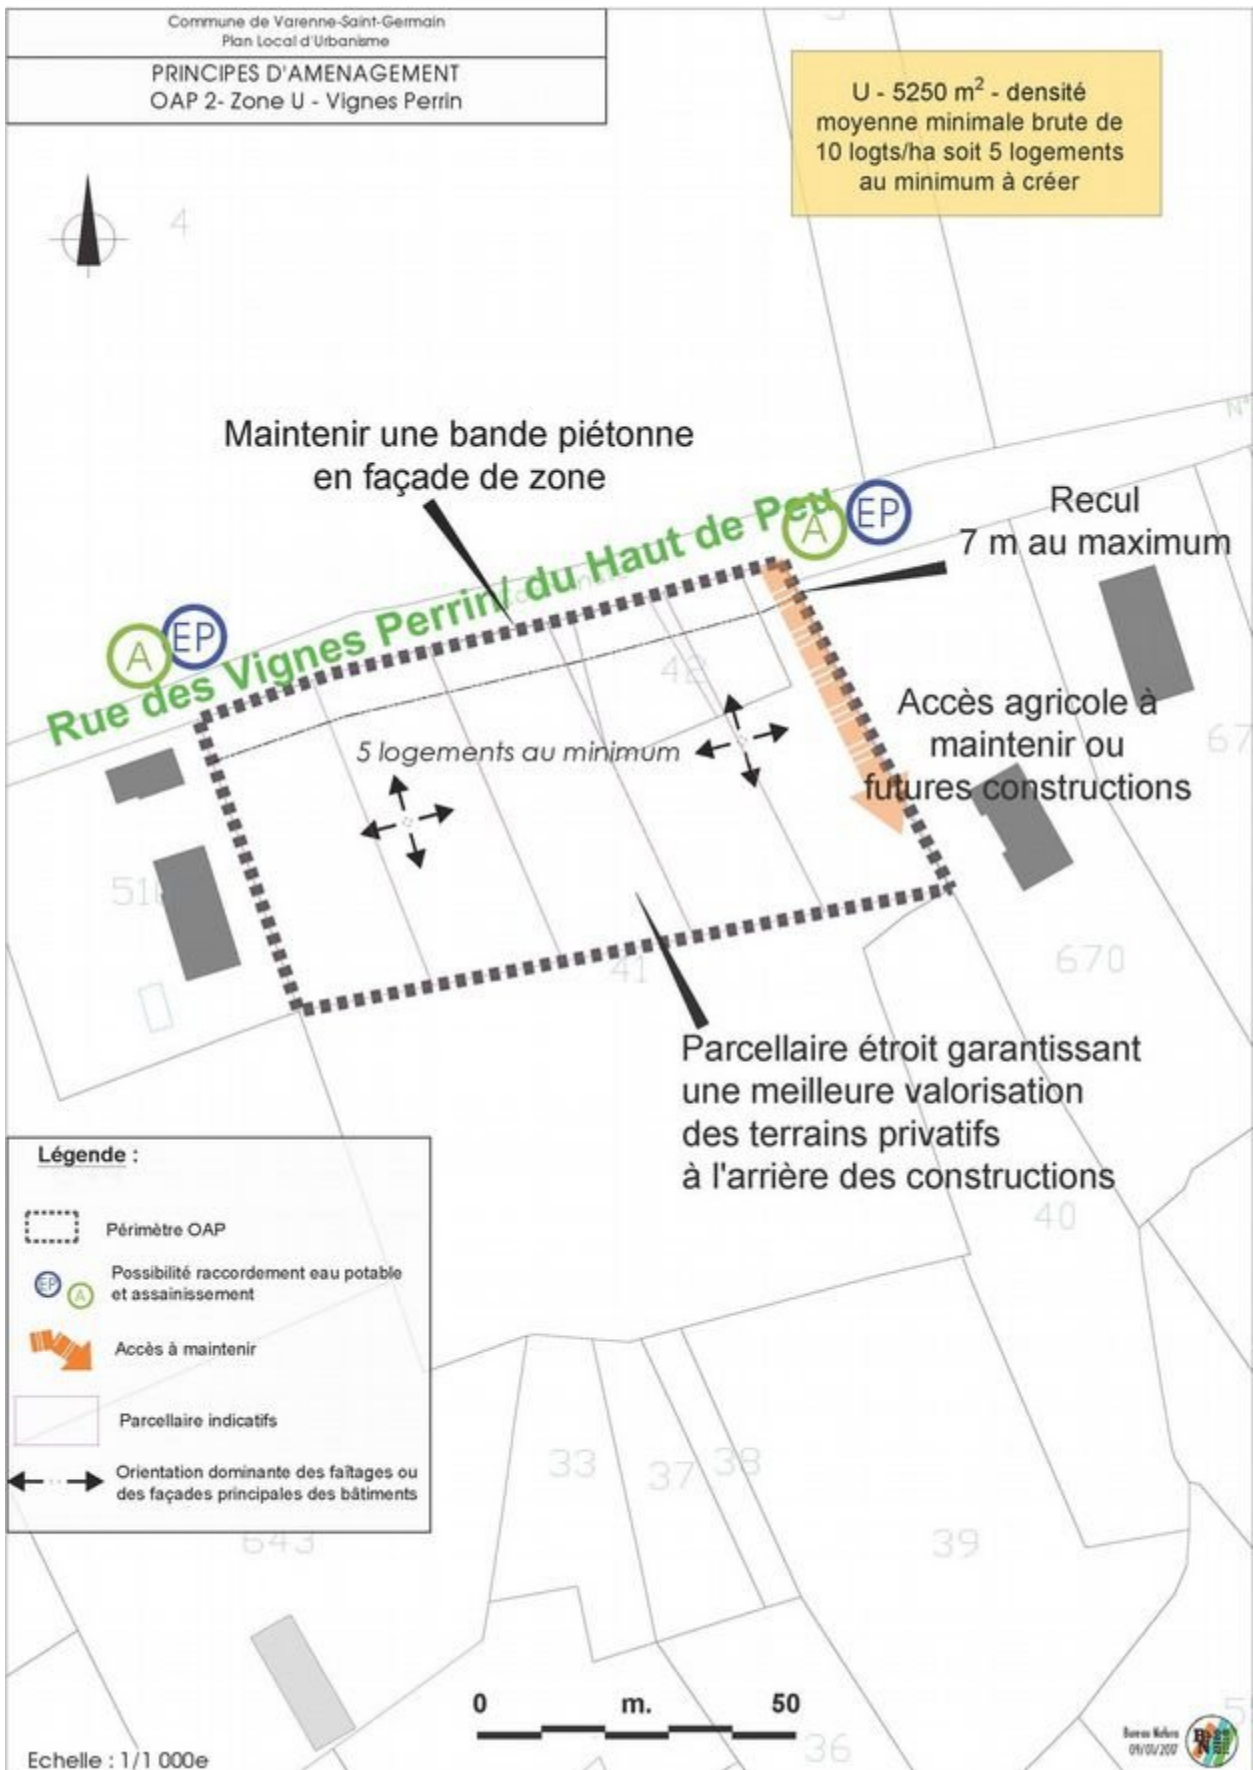 Commune de Varenne-Saint-Germain
Plan Local d'Urbanisme
PRINCIPES D'AMENAGEMENT
OAP 2- Zone U - Vignes Perrin
U - 5250 m² - densité
moyenne minimale brute de
10 logts/ha soit 5 logements
au minimum à créer
4
Maintenir une bande piétonne
en façade de zone
Rue des Vignes Perrin/ du Haut de Peu
A
EP
A
EP
Recul
7 m au maximum
42
5 logements au minimum
Accès agricole à
maintenir ou
futures constructions
67
41
670
Parcellaire étroit garantissant
une meilleure valorisation
des terrains privatifs
à l'arrière des constructions
40
Légende :
Périmètre OAP
EP
A
Possibilité raccordement eau potable
et assainissement
Accès à maintenir
Parcellaire indicatifs
Orientation dominante des faîtages ou
des façades principales des bâtiments
33
37
38
39
643
0
m.
50
36
Echelle : 1/1 000e